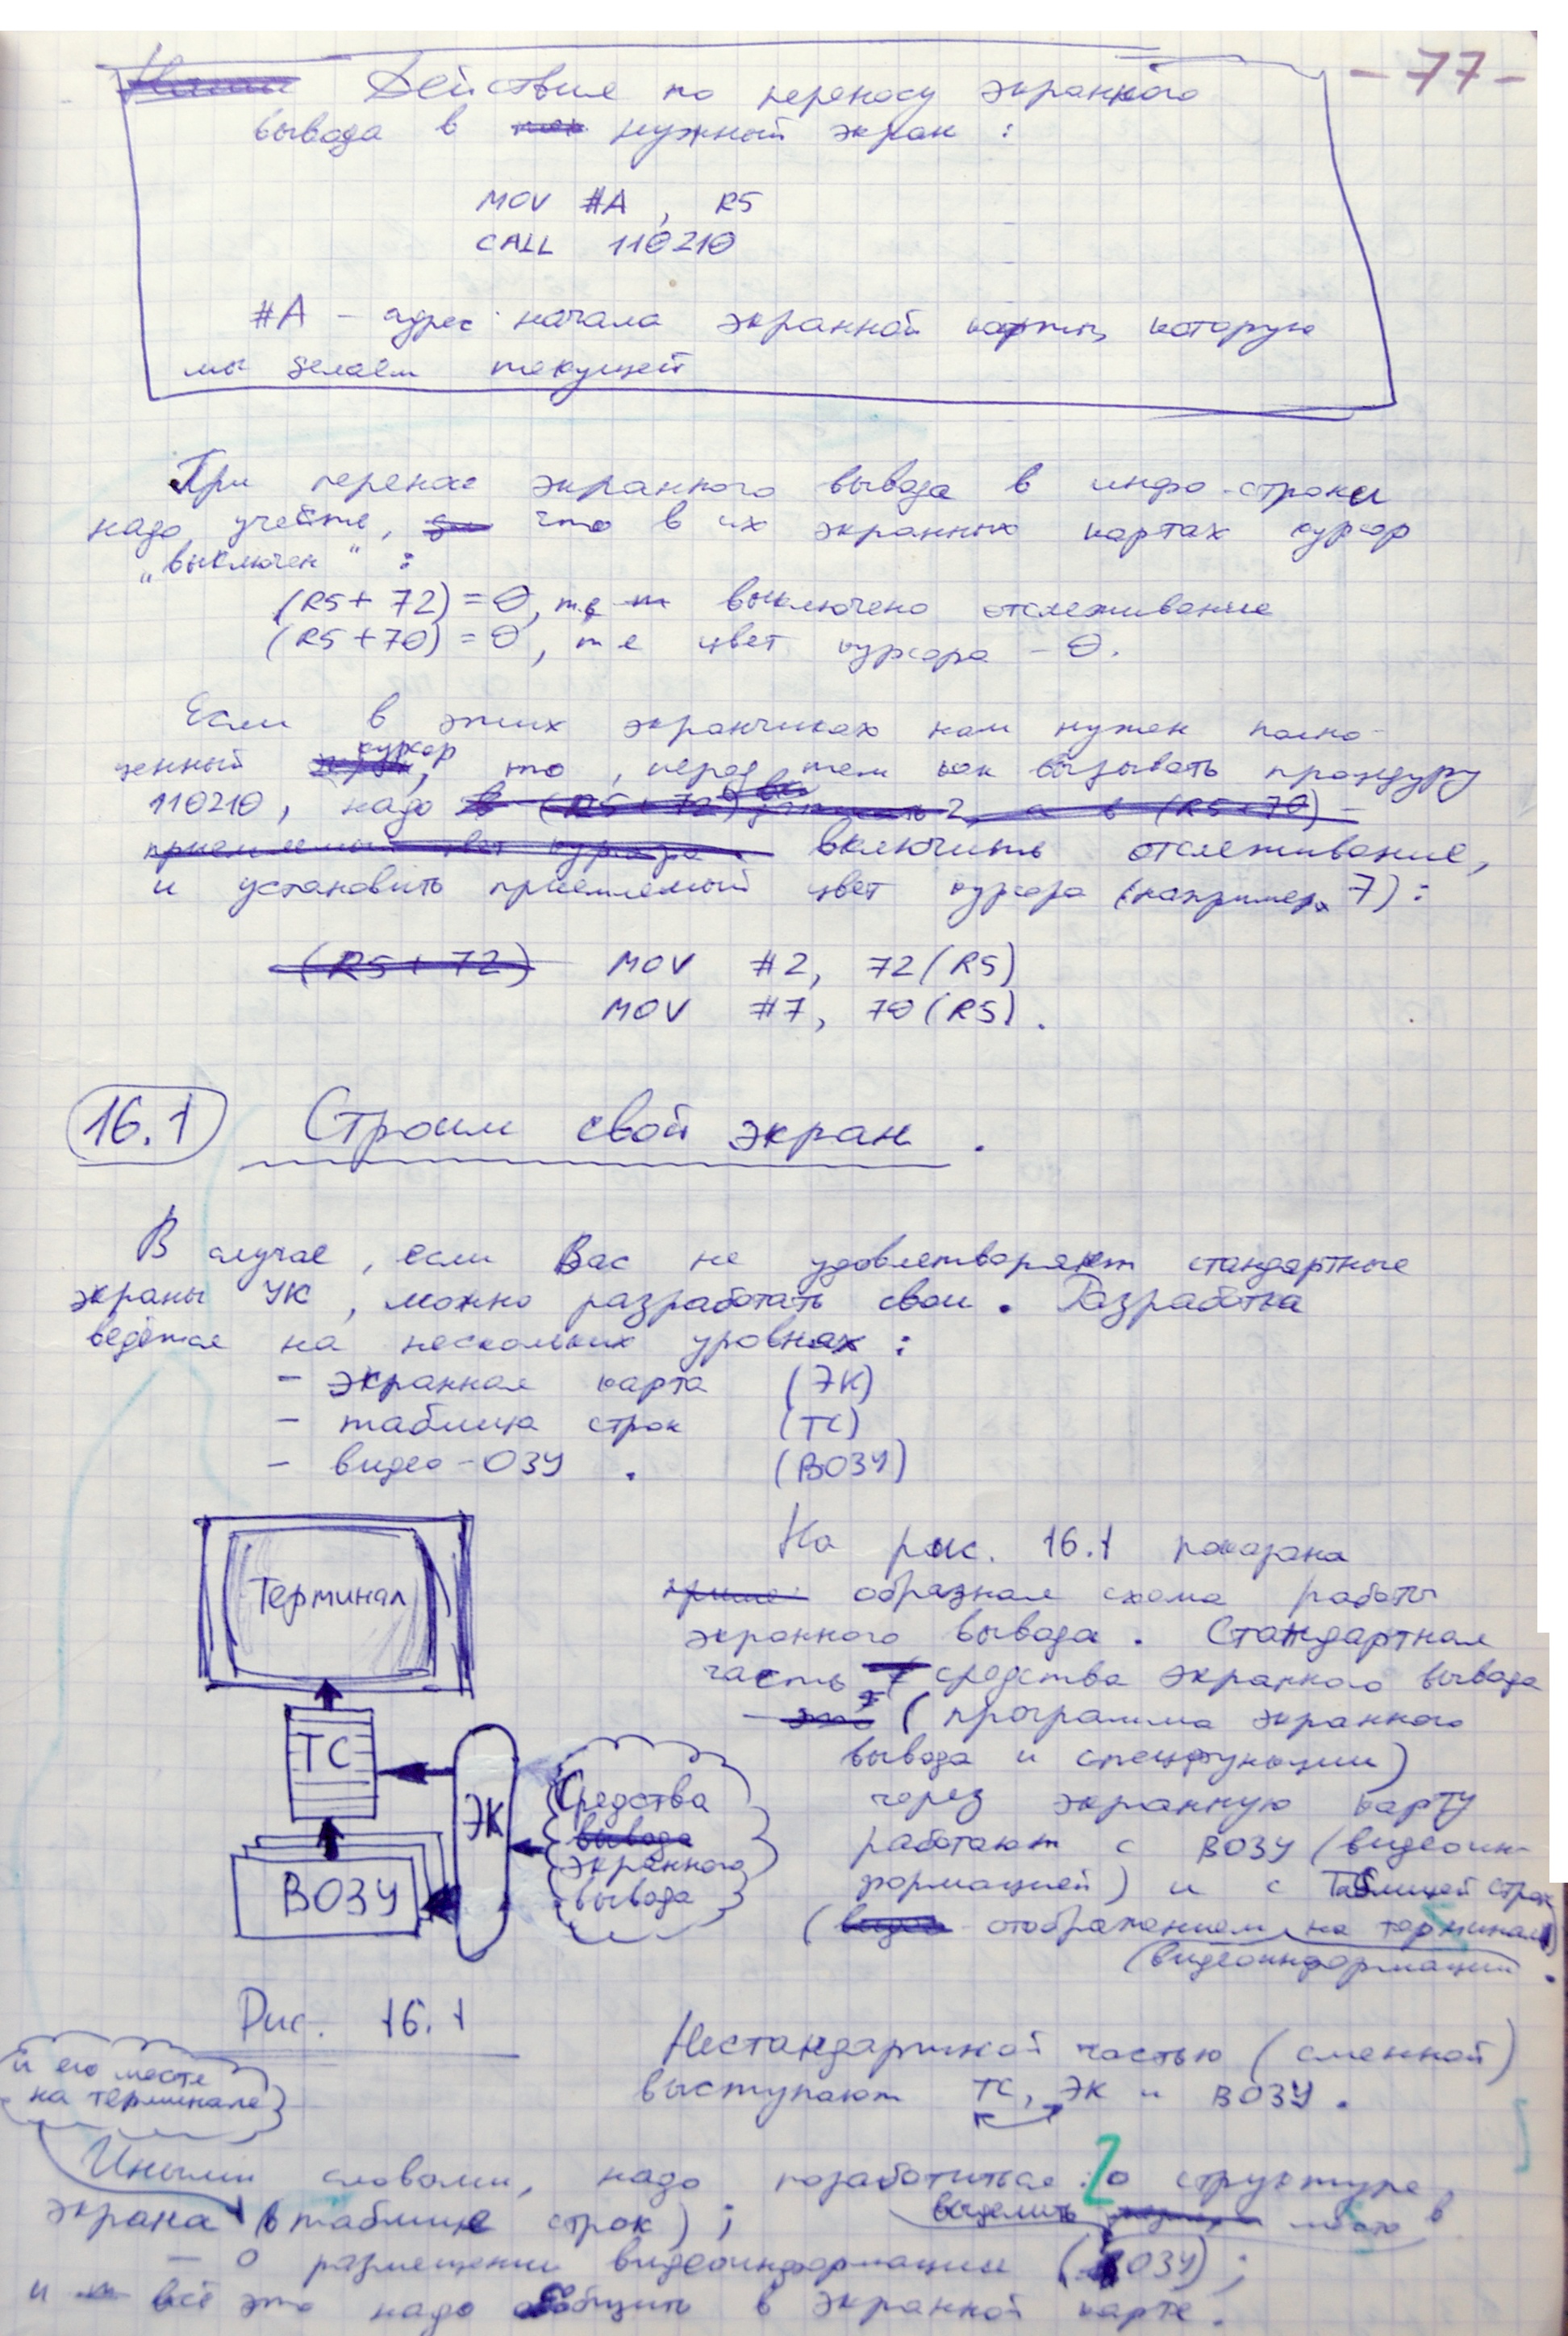 - 77 -
Действие по переносу экранного
вывода в нужный экран :
MOV #A , R5
CALL 110210
#A - адрес начала экранной карты, которую
мы делаем текущей
При переносе экранного вывода в инфо-строки
надо учесть, что в их экранных картах курсор
„выключен" :
(R5+ 72) = 0, т.е выключено отслеживание
(R5+70) = 0, т е цвет курсора - 0.
Если в этих экранчиках нам нужен полно-
ценный курсор, то , перед тем как вызывать процедуру
110210, надо
включить отслеживание,
и установить приемлемый цвет курсора (например, 7) :
MOV #2, 72(R5)
MOV #7, 70(R5) .
16.1 Строим свой экран .
В случае , если Вас не удовлетворяют стандартные
экраны УК , можно разработать свои . Разработка
ведётся на нескольких уровнях :
- экранная карта (ЭК)
- таблица строк (ТС)
- видео-ОЗУ . (ВОЗУ)
Терминал
ТС
ВОЗУ
ЭК
Средства
экранного
вывода
Рис. 16.1
На рис. 16.1 показана
образная схема работы
экранного вывода . Стандартная
часть - средства экранного вывода
(программа экранного
вывода и спецфункции)
через экранную карту
работают с ВОЗУ (видеоин-
формацией) и с Таблицей строк
(отображением на терминал
видеоинформации) .
Нестандартной частью (сменной)
выступают ТС, ЭК и ВОЗУ .
и его месте
на терминале
Иными словами, надо позаботиться : о структуре
экрана (в таблице строк) ;
выделить место в
- о размещении видеоинформации (ВОЗУ) ;
и всё это надо сообщить в экранной карте .